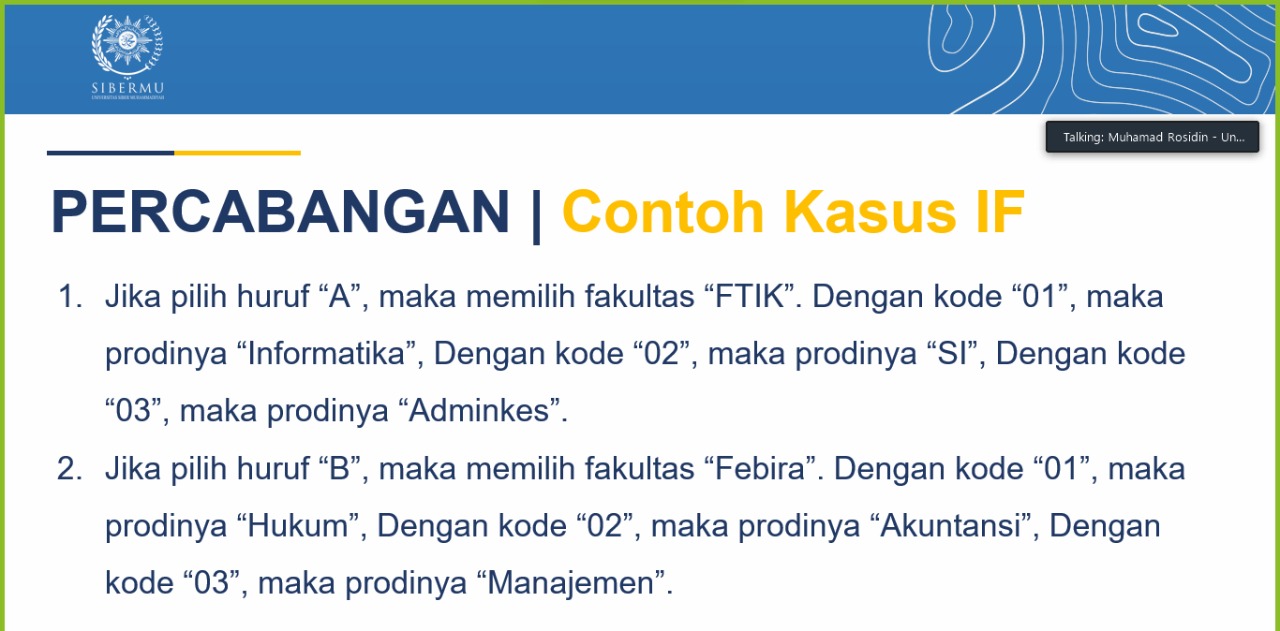 SIBERMU
UNIVERSITAS SIBER MUHAMMADIYAH
Talking: Muhamad Rosidin - Un...
PERCABANGAN | Contoh Kasus IF
1. Jika pilih huruf “A”, maka memilih fakultas “FTIK”. Dengan kode “01”, maka
prodinya “Informatika”, Dengan kode “02”, maka prodinya “SI”, Dengan kode
“03”, maka prodinya “Adminkes”.
2. Jika pilih huruf “B”, maka memilih fakultas “Febira”. Dengan kode “01”, maka
prodinya “Hukum”, Dengan kode “02”, maka prodinya “Akuntansi”, Dengan
kode “03”, maka prodinya “Manajemen”.